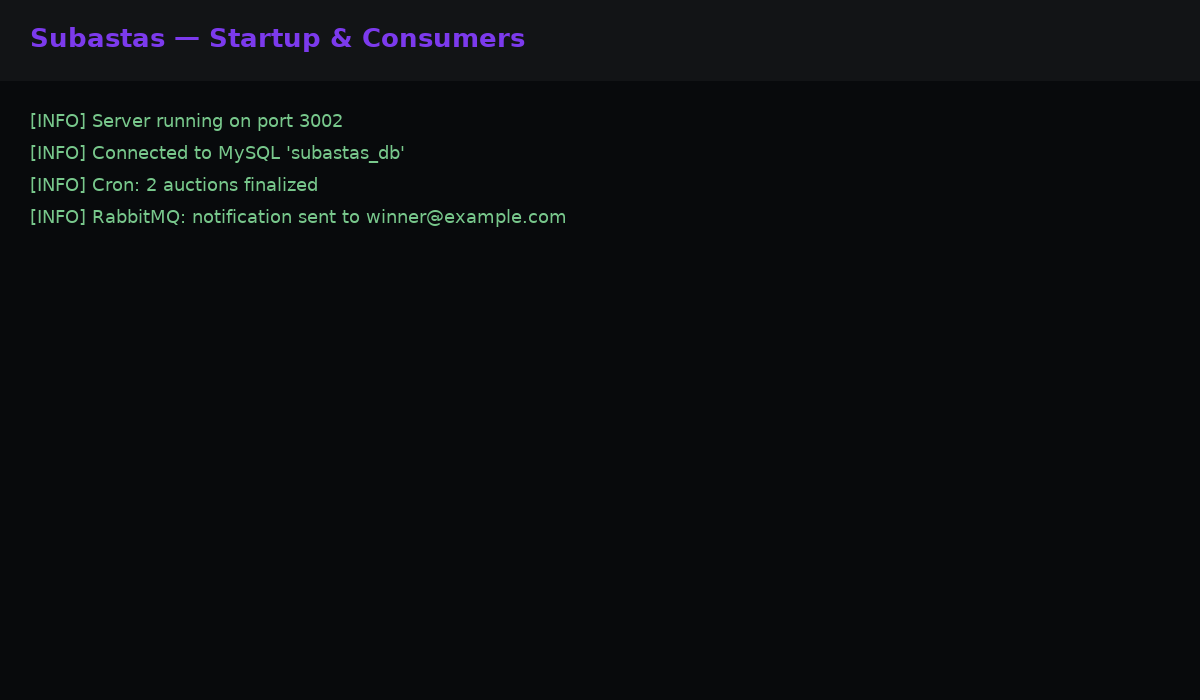 Subastas — Startup & Consumers
[INFO] Server running on port 3002
[INFO] Connected to MySQL 'subastas_db'
[INFO] Cron: 2 auctions finalized
[INFO] RabbitMQ: notification sent to winner@example.com